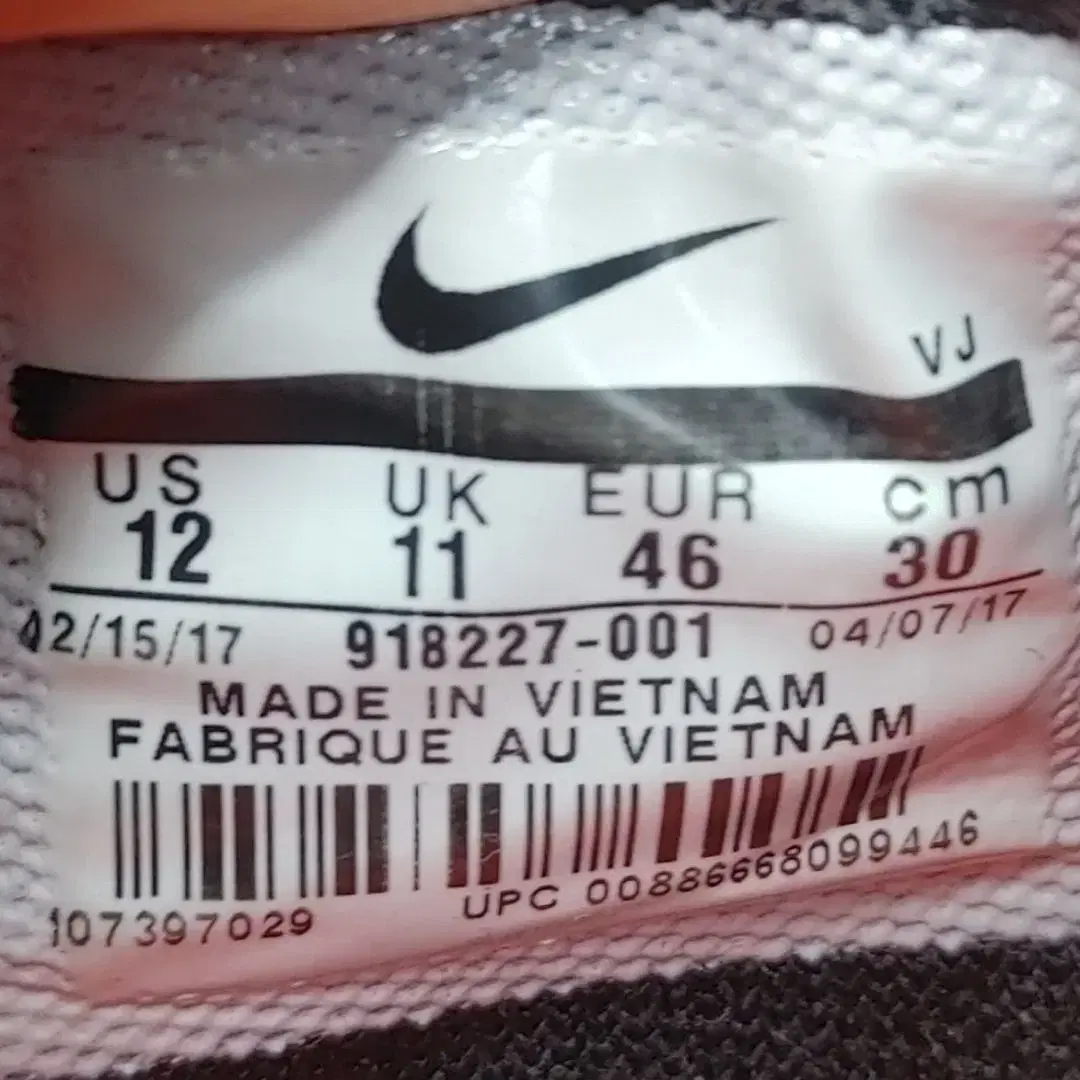 VJ
US UK EUR cm
12 11 46 30
02/15/17 918227-001 04/07/17
MADE IN VIETNAM
FABRIQUE AU VIETNAM
107397029 UPC 00886668099446